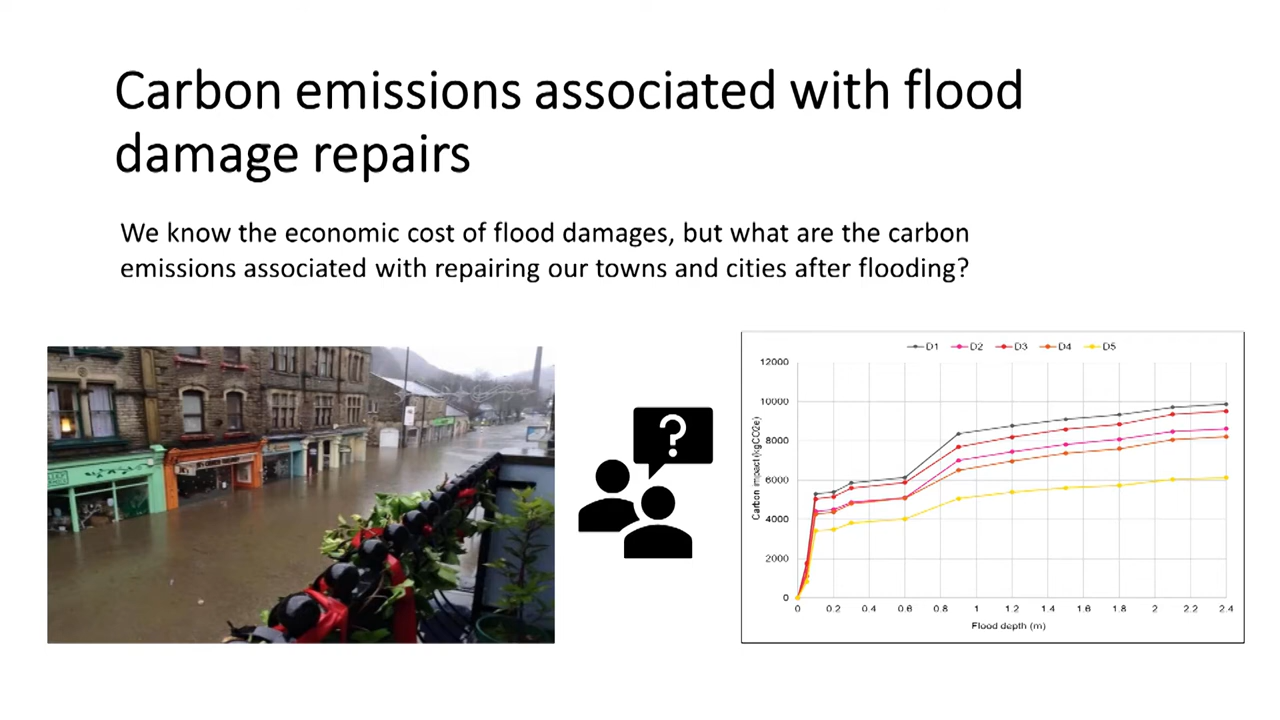 Carbon emissions associated with flood
damage repairs
We know the economic cost of flood damages, but what are the carbon
emissions associated with repairing our towns and cities after flooding?
?
D1 D2 D3 D4 D5
12000
10000
8000
6000
4000
2000
0
Carbon impact (kgCO2e)
0 0.2 0.4 0.6 0.8 1 1.2 1.4 1.6 1.8 2 2.2 2.4
Flood depth (m)